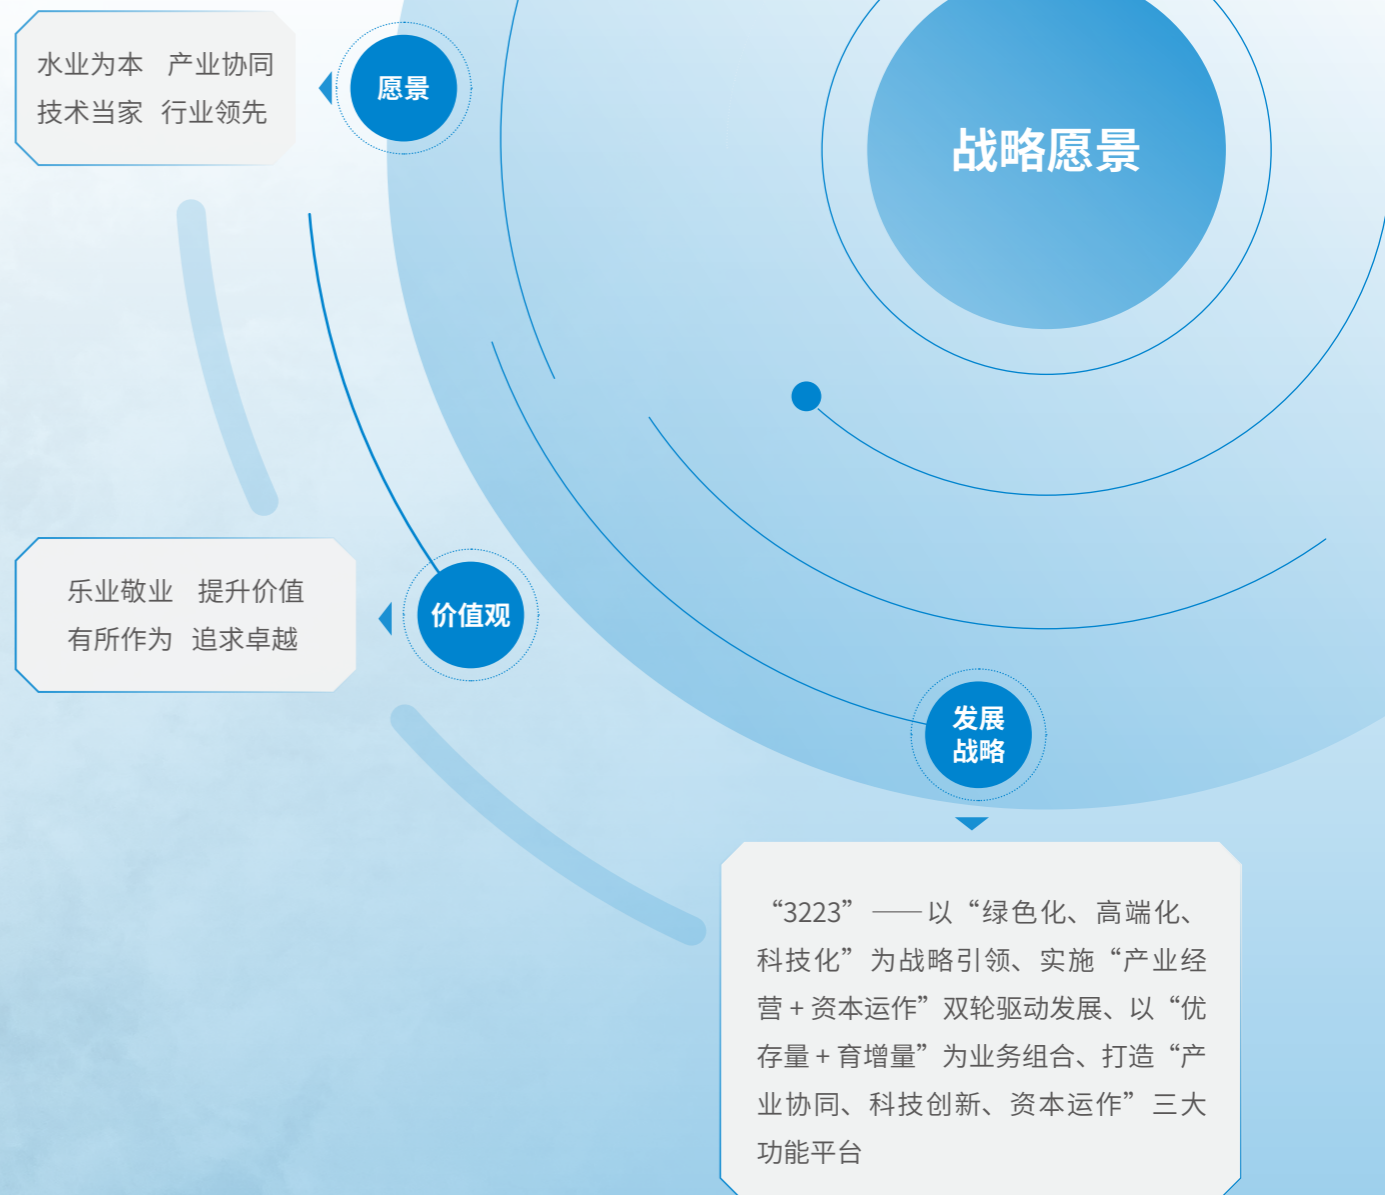 战略愿景
愿景
水业为本 产业协同
技术当家 行业领先
价值观
乐业敬业 提升价值
有所作为 追求卓越
发展
战略
“3223” ——以“绿色化、高端化、
科技化”为战略引领、实施“产业经
营 + 资本运作”双轮驱动发展、以“优
存量 + 育增量”为业务组合、打造“产
业协同、科技创新、资本运作”三大
功能平台